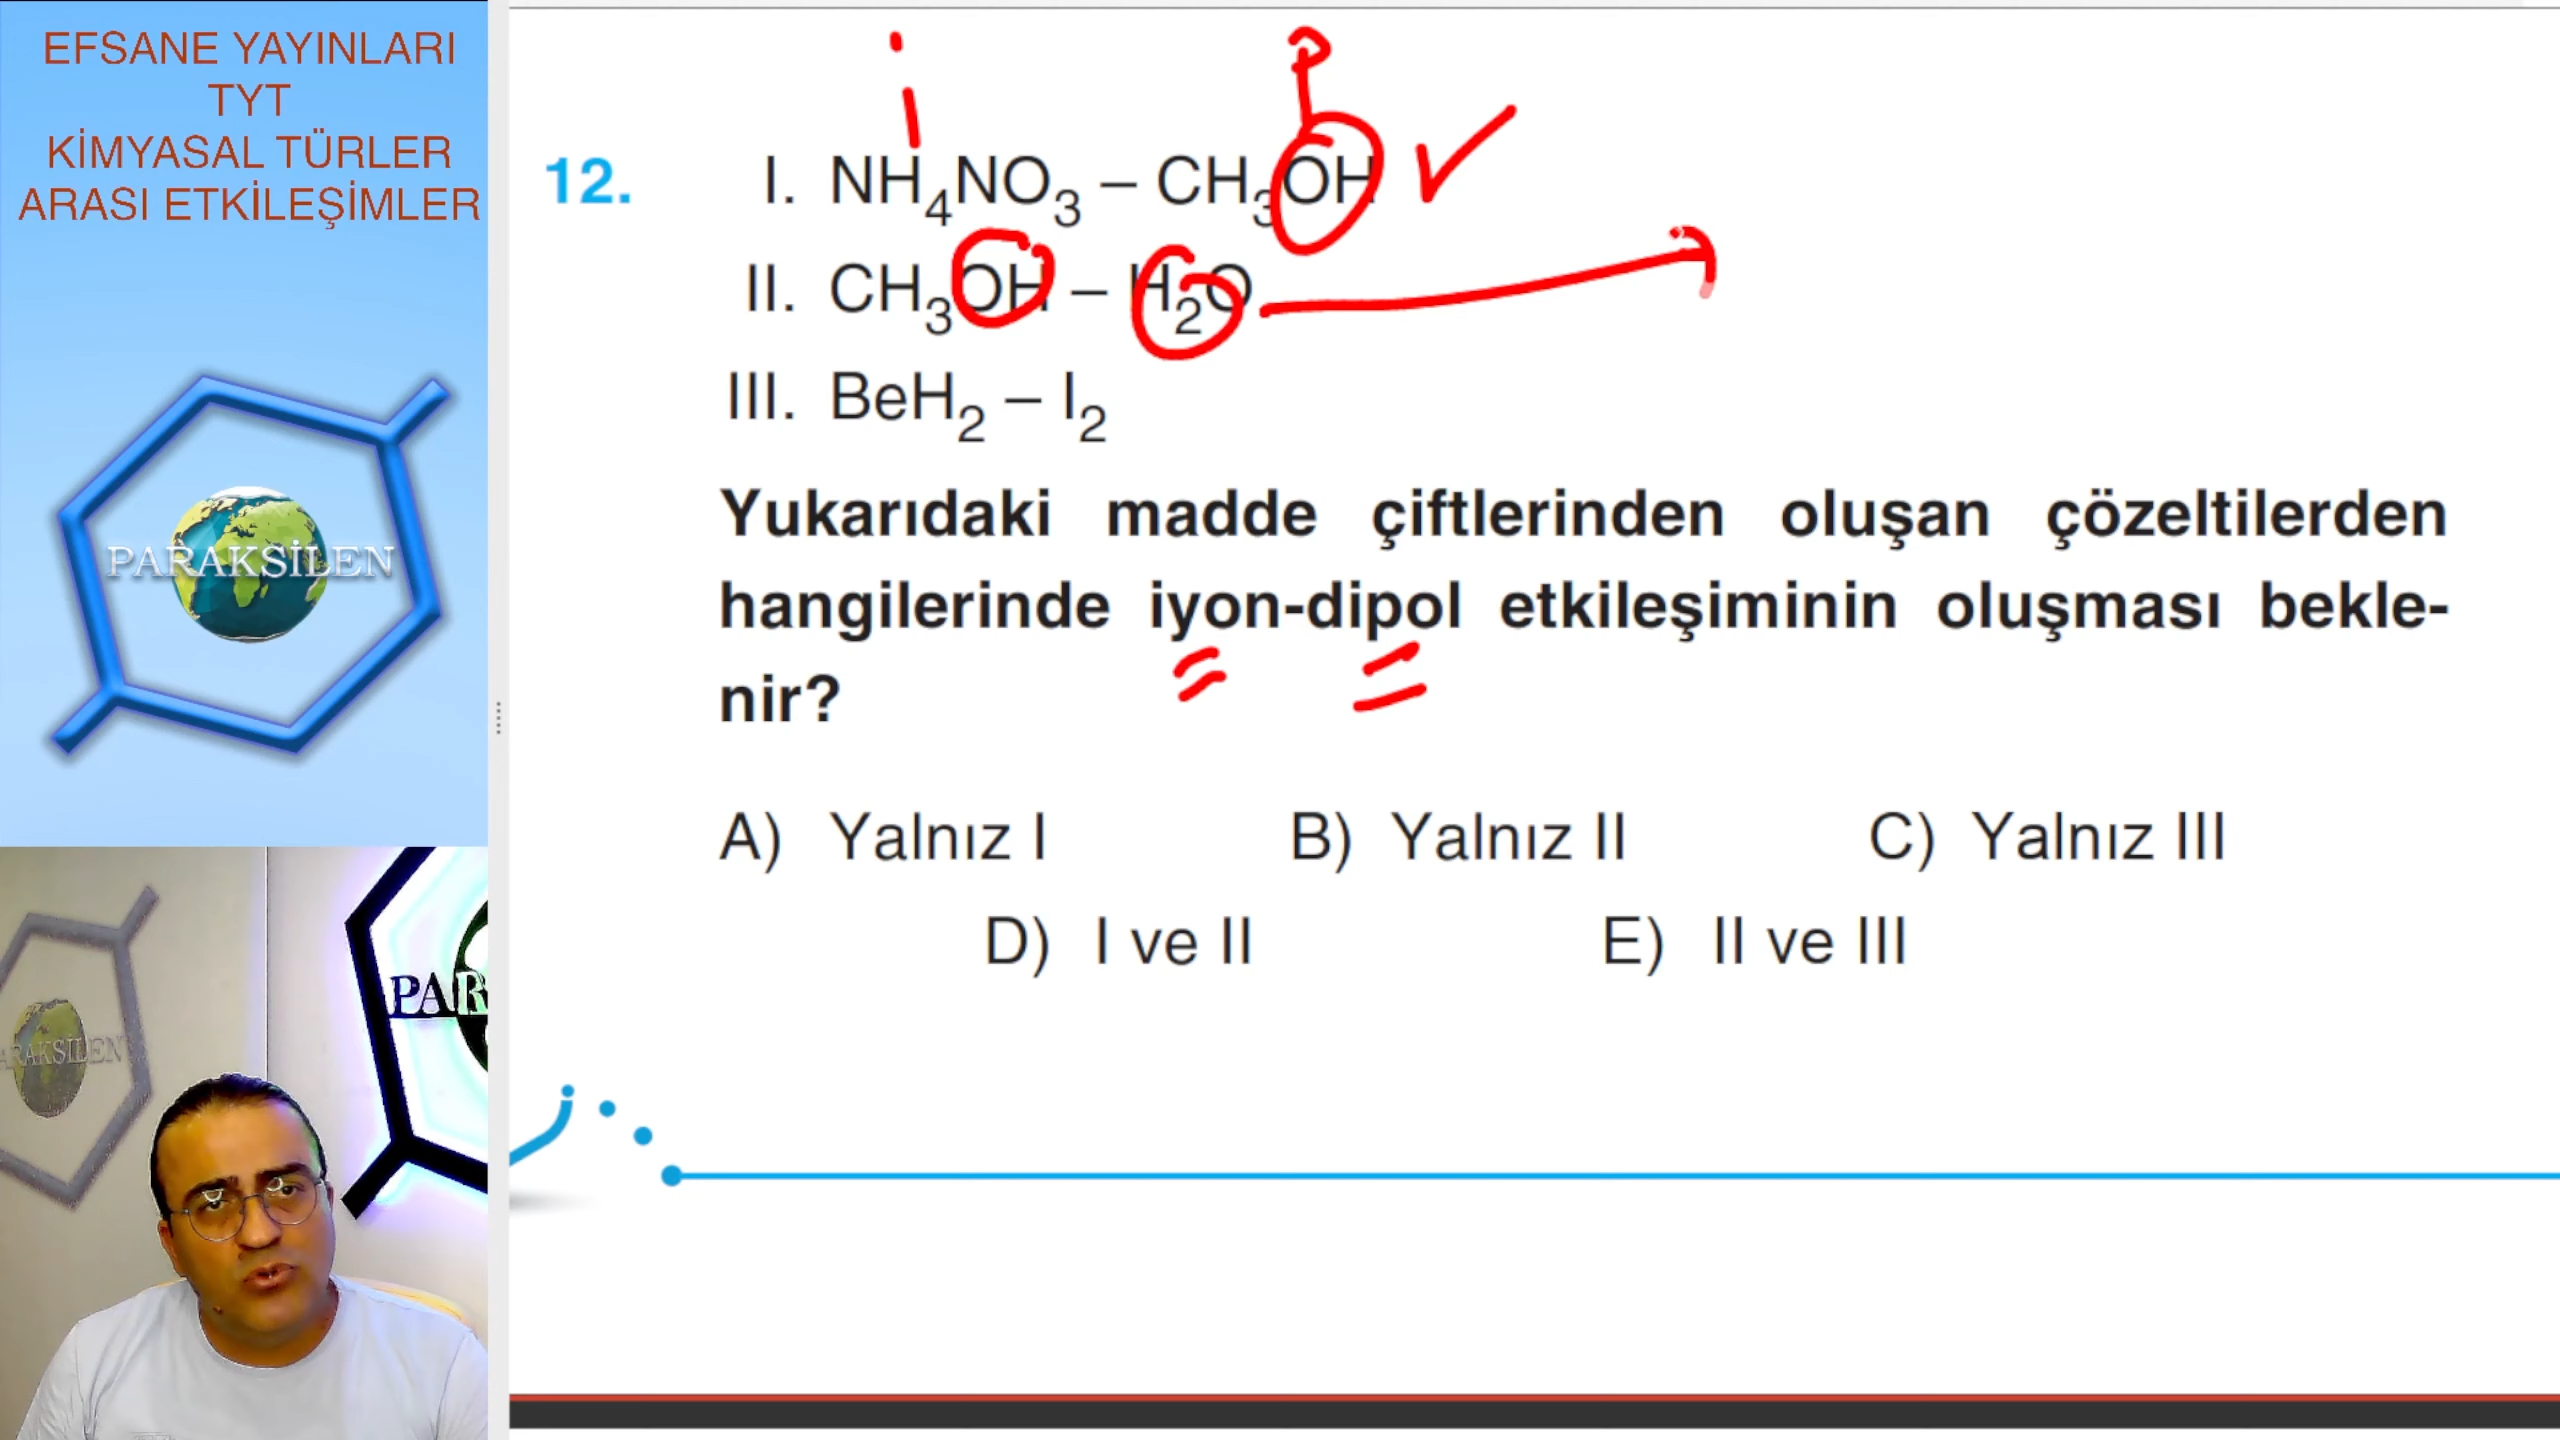 EFSANE YAYINLARI
TYT
KİMYASAL TÜRLER
ARASI ETKİLEŞİMLER
PARAKSİLEN
PAR
ARAKSİLEN
i
P
12.
I. NH₄NO₃ – CH₃OH
II. CH₃OH – H₂O
III. BeH₂ – I₂
Yukarıdaki madde çiftlerinden oluşan çözeltilerden
hangilerinde iyon-dipol etkileşiminin oluşması bekle-
nir?
A) Yalnız I B) Yalnız II C) Yalnız III
D) I ve II E) II ve III